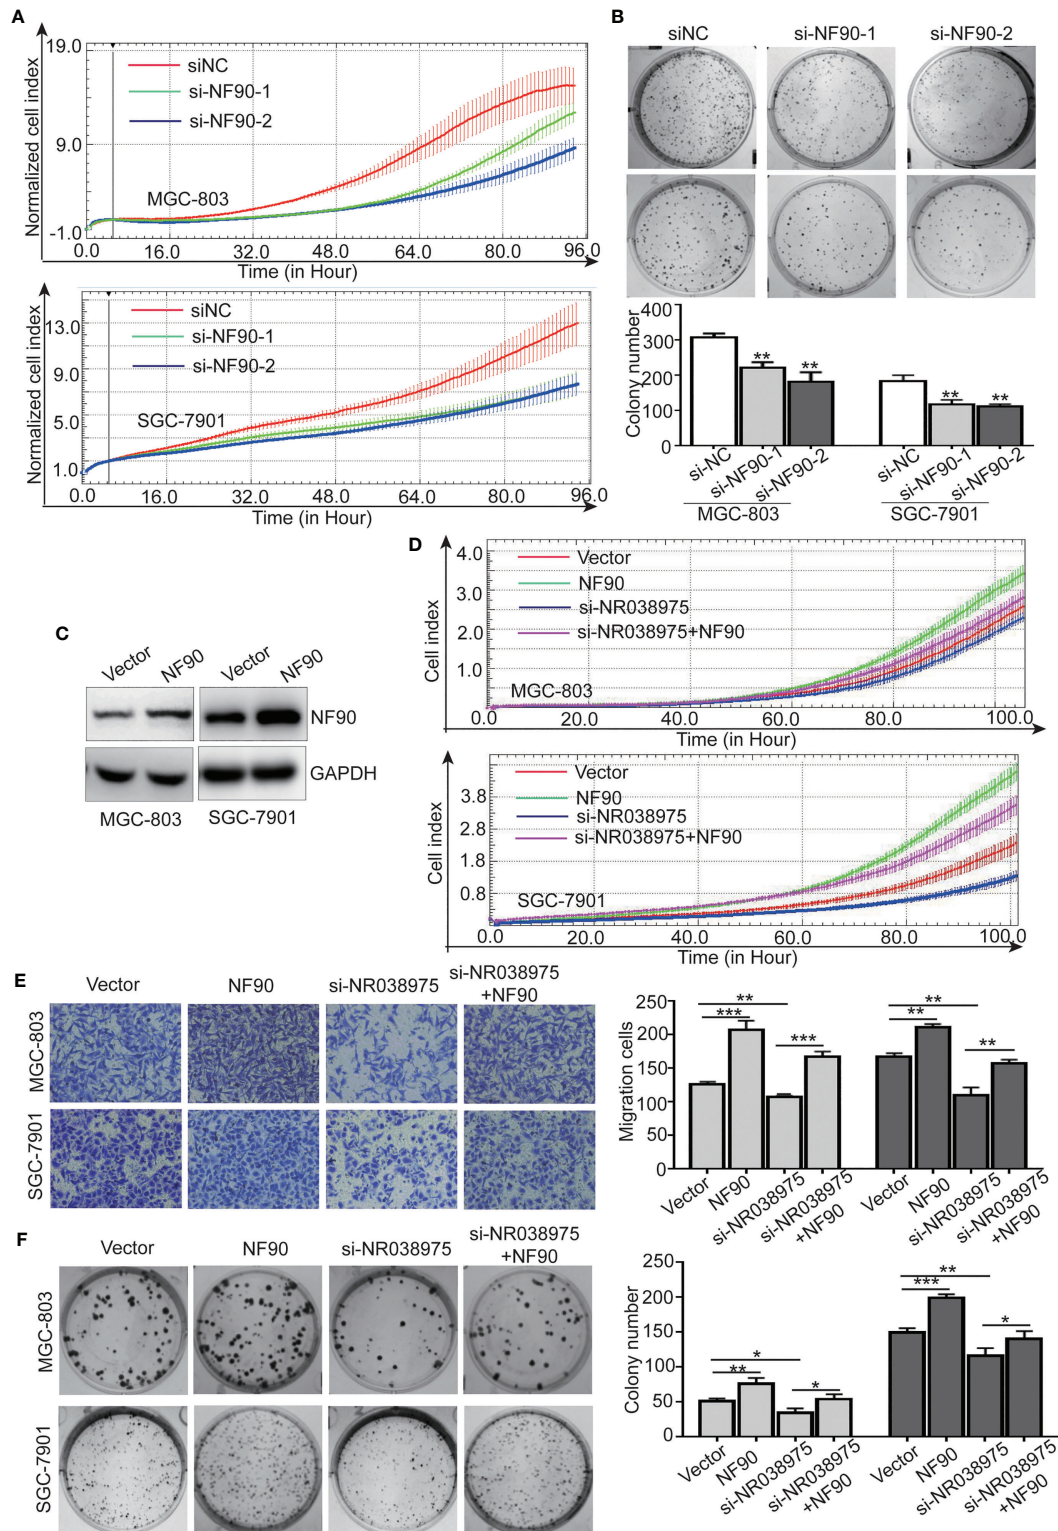 A
Normalized cell index
19.0
9.0
-1.0
siNC
si-NF90-1
si-NF90-2
MGC-803
0.0 16.0 32.0 48.0 64.0 80.0 96.0
Time (in Hour)
Normalized cell index
13.0
9.0
5.0
1.0
siNC
si-NF90-1
si-NF90-2
SGC-7901
0.0 16.0 32.0 48.0 64.0 80.0 96.0
Time (in Hour)
B
siNC si-NF90-1 si-NF90-2
Colony number
400
300
200
100
0
** ** ** **
si-NC si-NF90-1 si-NF90-2 si-NC si-NF90-1 si-NF90-2
MGC-803 SGC-7901
C
Vector NF90 Vector NF90
NF90
GAPDH
MGC-803 SGC-7901
D
Cell index
4.0
3.0
2.0
1.0
Vector
NF90
si-NR038975
si-NR038975+NF90
MGC-803
0.0 20.0 40.0 60.0 80.0 100.0
Time (in Hour)
Cell index
3.8
2.8
1.8
0.8
Vector
NF90
si-NR038975
si-NR038975+NF90
SGC-7901
0.0 20.0 40.0 60.0 80.0 100.0
Time (in Hour)
E
Vector NF90 si-NR038975 si-NR038975
+NF90
MGC-803
SGC-7901
Migration cells
250
200
150
100
50
0
** **
*** **
*** **
Vector NF90 si-NR038975 si-NR038975 Vector NF90 si-NR038975 si-NR038975
+NF90 +NF90
F
Vector NF90 si-NR038975 si-NR038975
+NF90
MGC-803
SGC-7901
Colony number
250
200
150
100
50
0
**
***
*
*
**
*
Vector NF90 si-NR038975 si-NR038975 Vector NF90 si-NR038975 si-NR038975
+NF90 +NF90